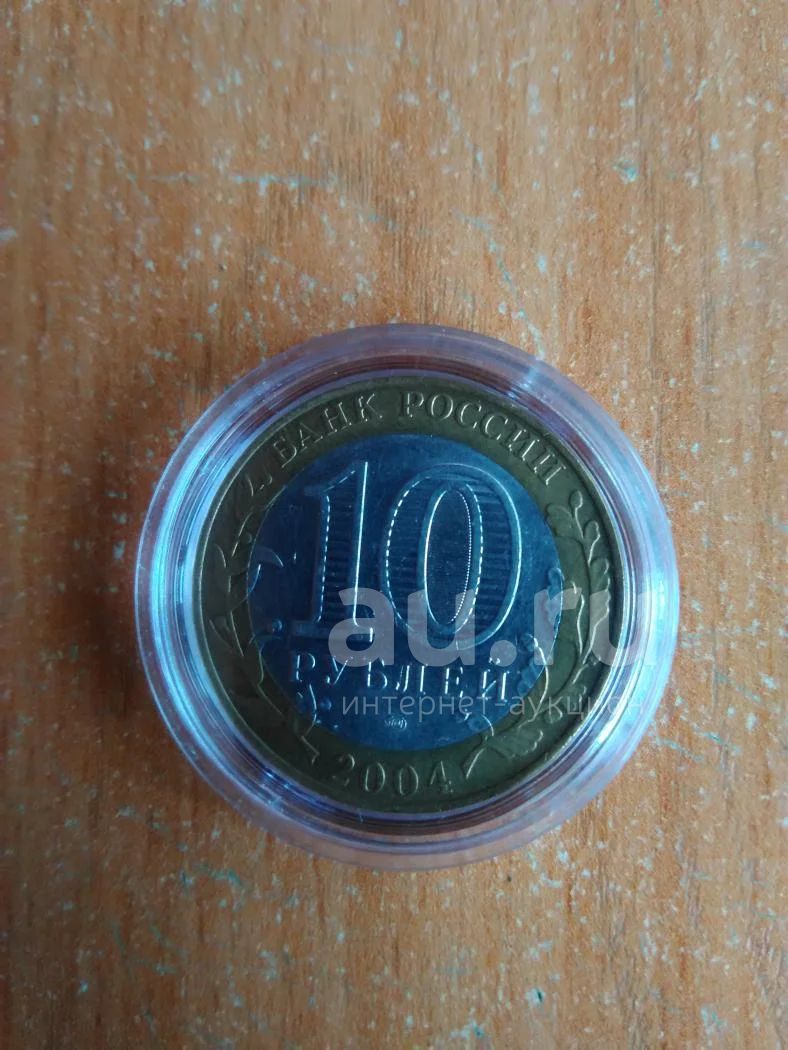 БАНК РОССИИ
10
РУБЛЕЙ
2004
au.ru
интернет-аукцион